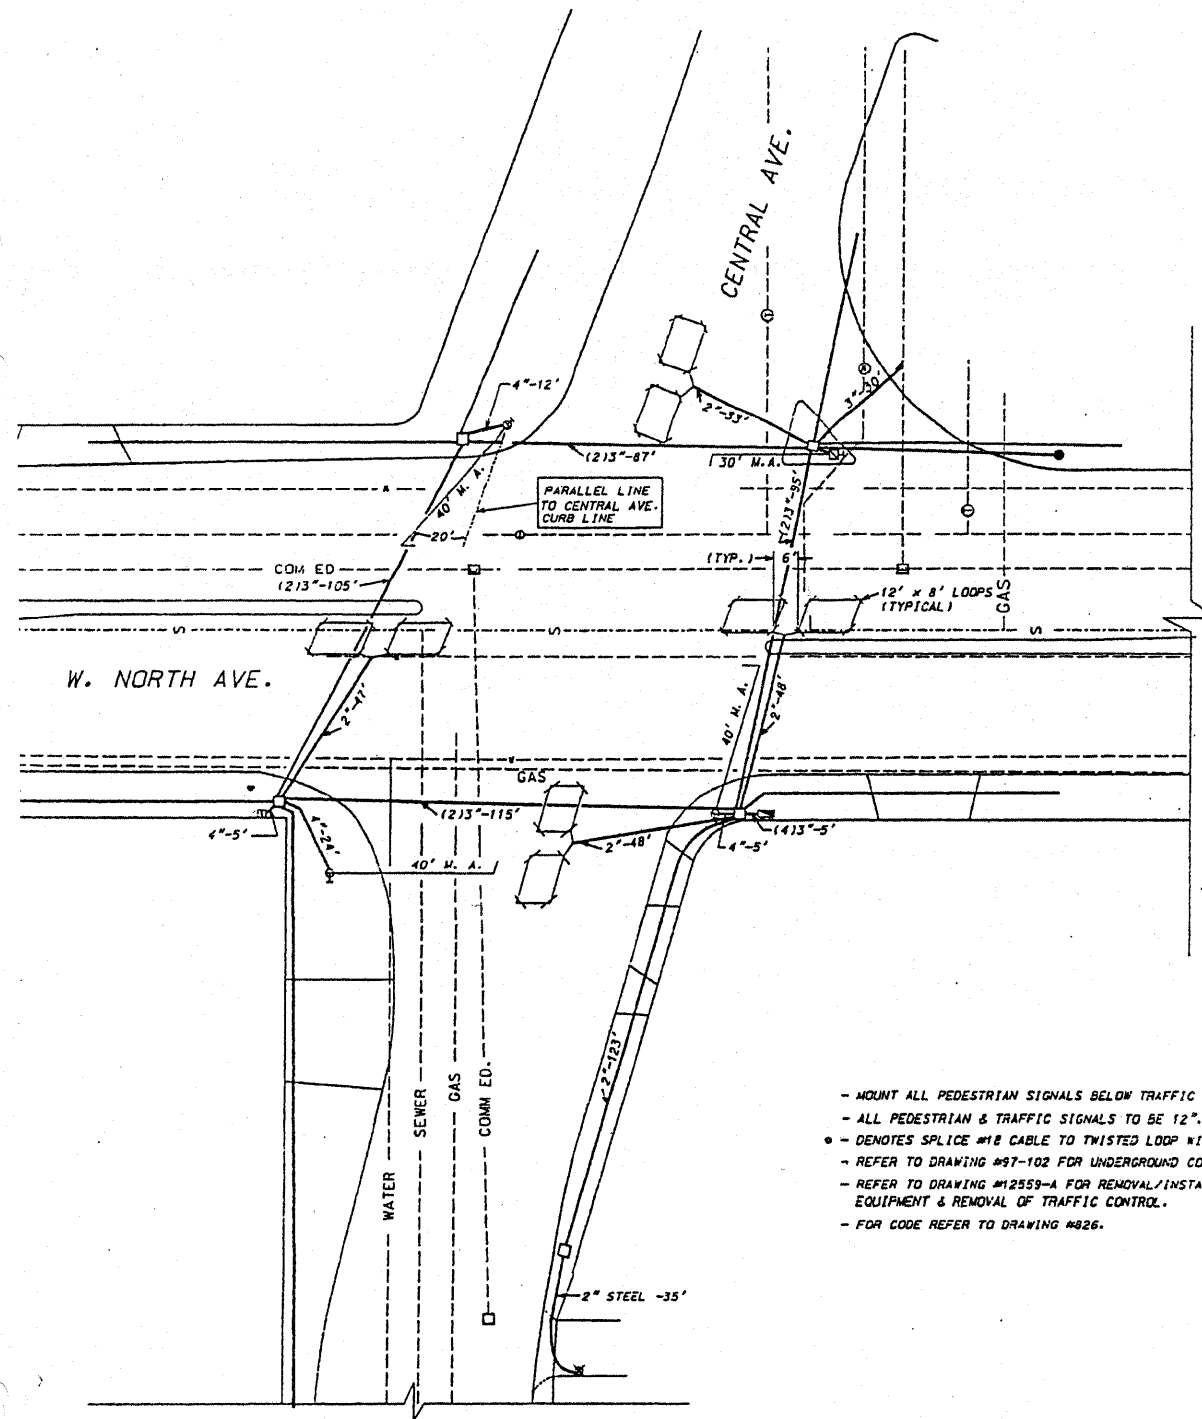 CENTRAL AVE.
4"-12'
2"-33'
3"-30'
(2)3"-87'
30' M.A.
40' M. A.
PARALLEL LINE
TO CENTRAL AVE.
CURB LINE
(2)3"-95'
20'
(TYP.)
6'
COM ED
(2)3"-105'
12' x 8' LOOPS
(TYPICAL)
GAS
S
S
S
W. NORTH AVE.
2"-47'
40' M. A.
2"-48'
GAS
(2)3"-115'
4"-5'
4"-24'
2"-48'
4"-5'
(4)3"-5'
40' M. A.
2"-123'
WATER
SEWER
GAS
COMM ED.
2" STEEL -35'
- MOUNT ALL PEDESTRIAN SIGNALS BELOW TRAFFIC
- ALL PEDESTRIAN & TRAFFIC SIGNALS TO BE 12".
- DENOTES SPLICE #18 CABLE TO TWISTED LOOP WI
- REFER TO DRAWING #97-102 FOR UNDERGROUND CO
- REFER TO DRAWING #12559-A FOR REMOVAL/INSTA
EQUIPMENT & REMOVAL OF TRAFFIC CONTROL.
- FOR CODE REFER TO DRAWING #826.